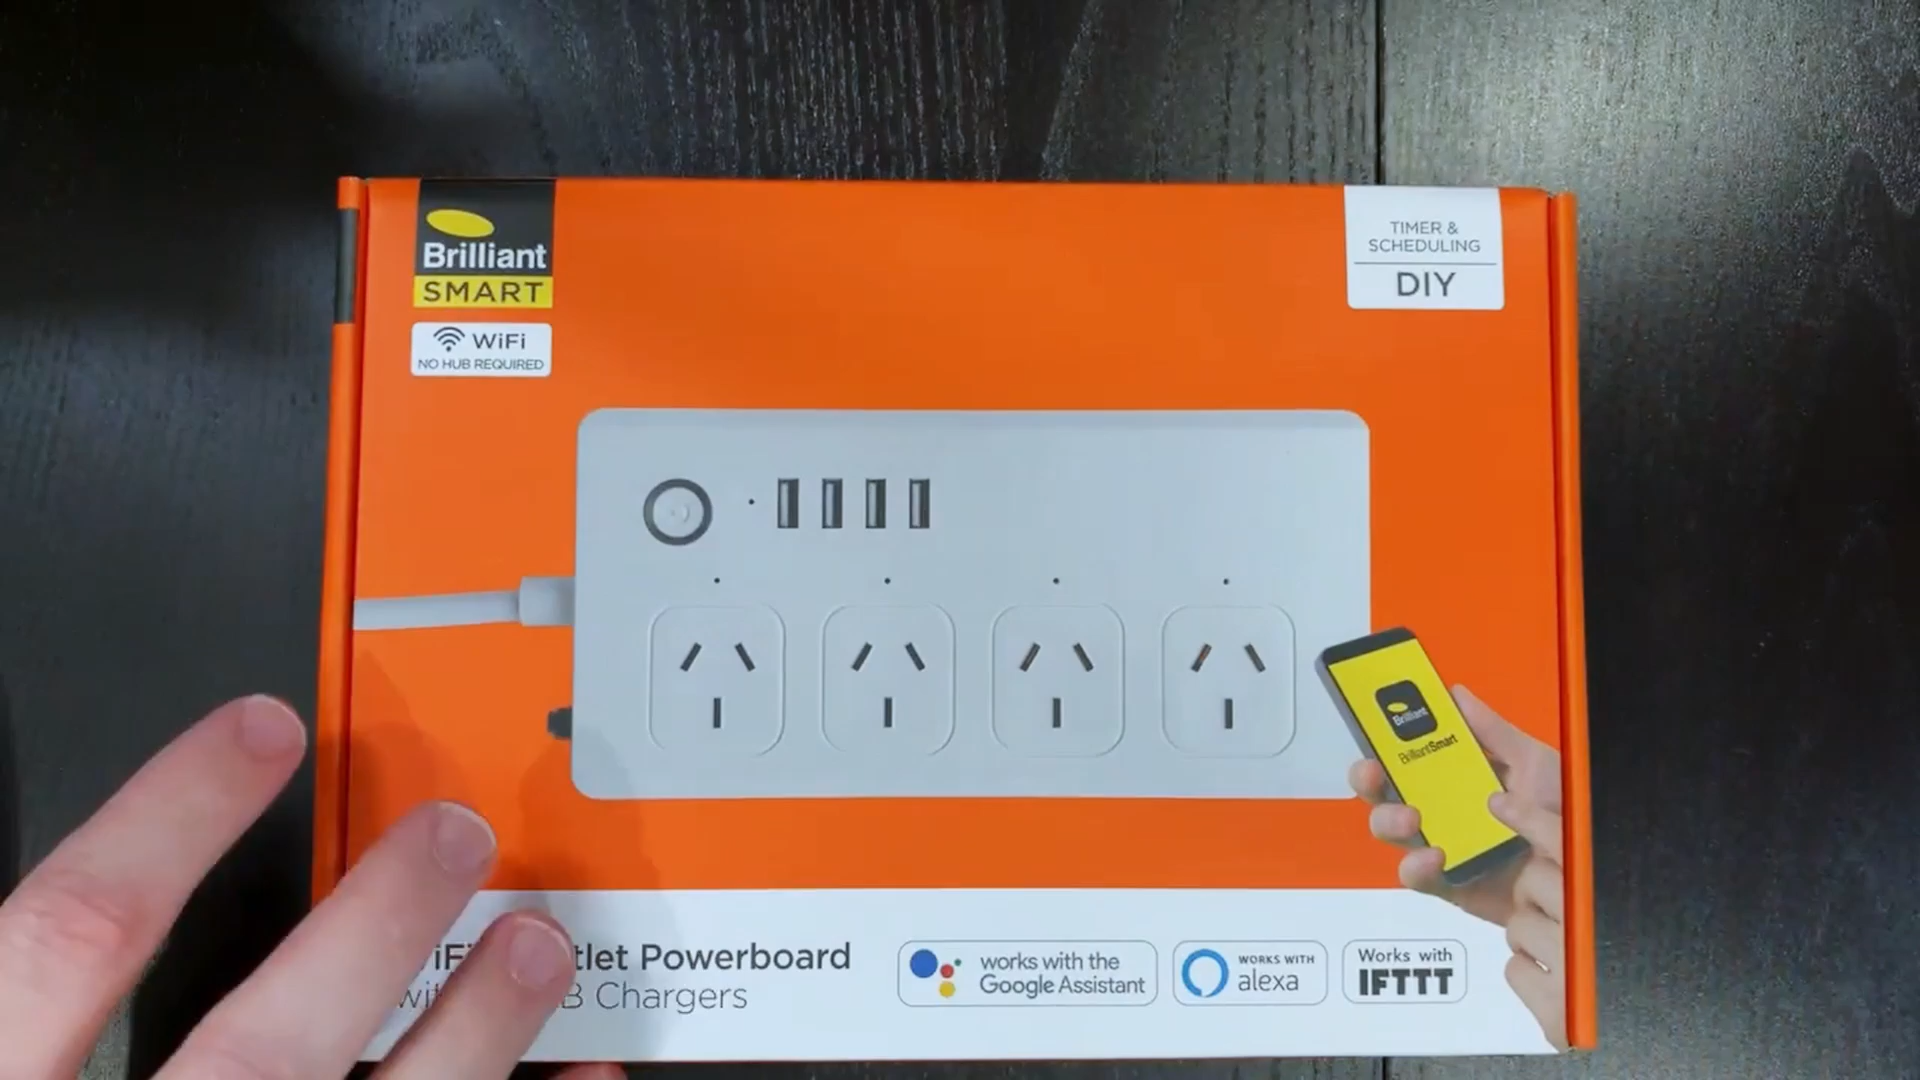 Brilliant
SMART
WiFi
NO HUB REQUIRED
TIMER &
SCHEDULING
DIY
Brilliant
BrilliantSmart
Powerboard
Chargers
works with the
Google Assistant
WORKS WITH
alexa
Works with
IFTTT